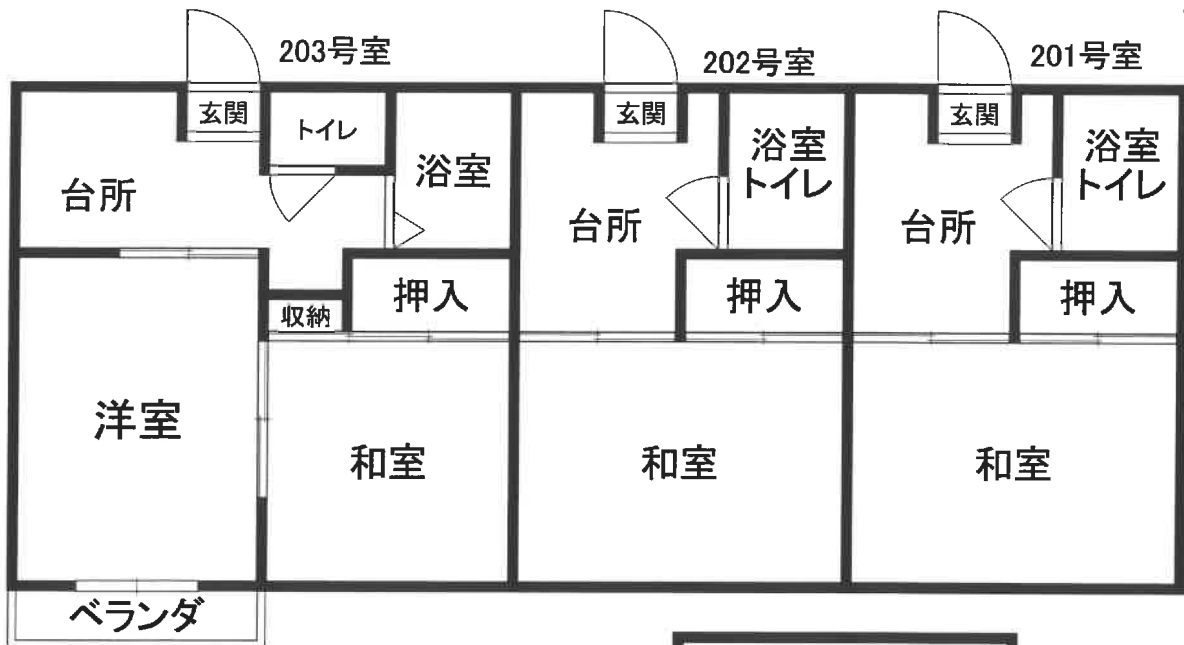 203号室
202号室
201号室
玄関
トイレ
浴室
台所
洋室
収納
押入
和室
ベランダ
玄関
浴室
トイレ
台所
押入
和室
玄関
浴室
トイレ
台所
押入
和室